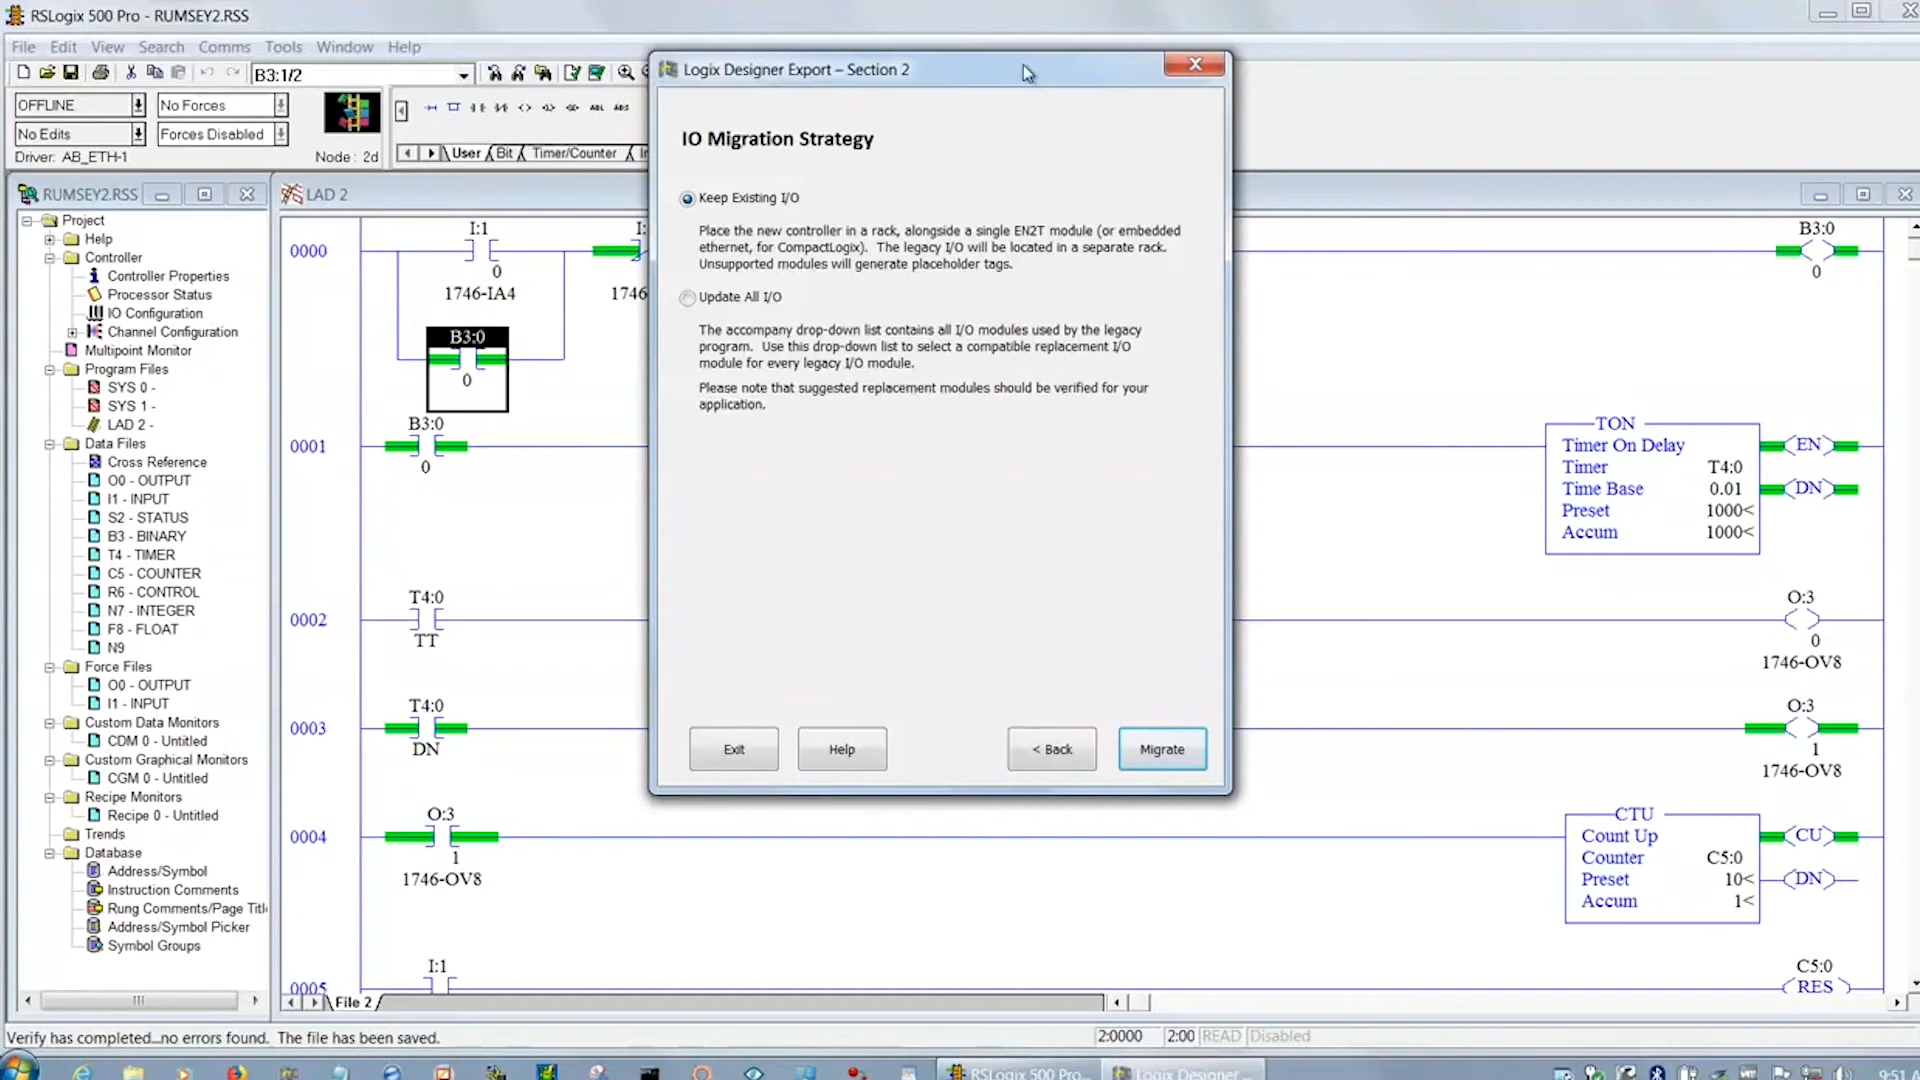 RSLogix 500 Pro - RUMSEY2.RSS
File Edit View Search Comms Tools Window Help
B3:1/2
OFFLINE No Forces
No Edits Forces Disabled
Driver: AB_ETH-1 Node : 2d
User Bit Timer/Counter
RUMSEY2.RSS
Project
Help
Controller
Controller Properties
Processor Status
IO Configuration
Channel Configuration
Multipoint Monitor
Program Files
SYS 0 -
SYS 1 -
LAD 2 -
Data Files
Cross Reference
O0 - OUTPUT
I1 - INPUT
S2 - STATUS
B3 - BINARY
T4 - TIMER
C5 - COUNTER
R6 - CONTROL
N7 - INTEGER
F8 - FLOAT
N9
Force Files
O0 - OUTPUT
I1 - INPUT
Custom Data Monitors
CDM 0 - Untitled
Custom Graphical Monitors
CGM 0 - Untitled
Recipe Monitors
Recipe 0 - Untitled
Trends
Database
Address/Symbol
Instruction Comments
Rung Comments/Page Titl
Address/Symbol Picker
Symbol Groups
LAD 2
0000
I:1
0
1746-IA4
I:
1746
B3:0
0
B3:0
0
0001
B3:0
0
TON
Timer On Delay
Timer T4:0
Time Base 0.01
Preset 1000<
Accum 1000<
EN
DN
0002
T4:0
TT
O:3
0
1746-OV8
0003
T4:0
DN
O:3
1
1746-OV8
0004
O:3
1
1746-OV8
CTU
Count Up
Counter C5:0
Preset 10<
Accum 1<
CU
DN
0005
I:1
C5:0
RES
File 2
Logix Designer Export – Section 2
IO Migration Strategy
Keep Existing I/O
Place the new controller in a rack, alongside a single EN2T module (or embedded
ethernet, for CompactLogix). The legacy I/O will be located in a separate rack.
Unsupported modules will generate placeholder tags.
Update All I/O
The accompany drop-down list contains all I/O modules used by the legacy
program. Use this drop-down list to select a compatible replacement I/O
module for every legacy I/O module.
Please note that suggested replacement modules should be verified for your
application.
Exit Help < Back Migrate
Verify has completed...no errors found. The file has been saved.
2:0000 2:00 READ Disabled
RSLogix 500 Pro... Logix Designer ...
9:51 A